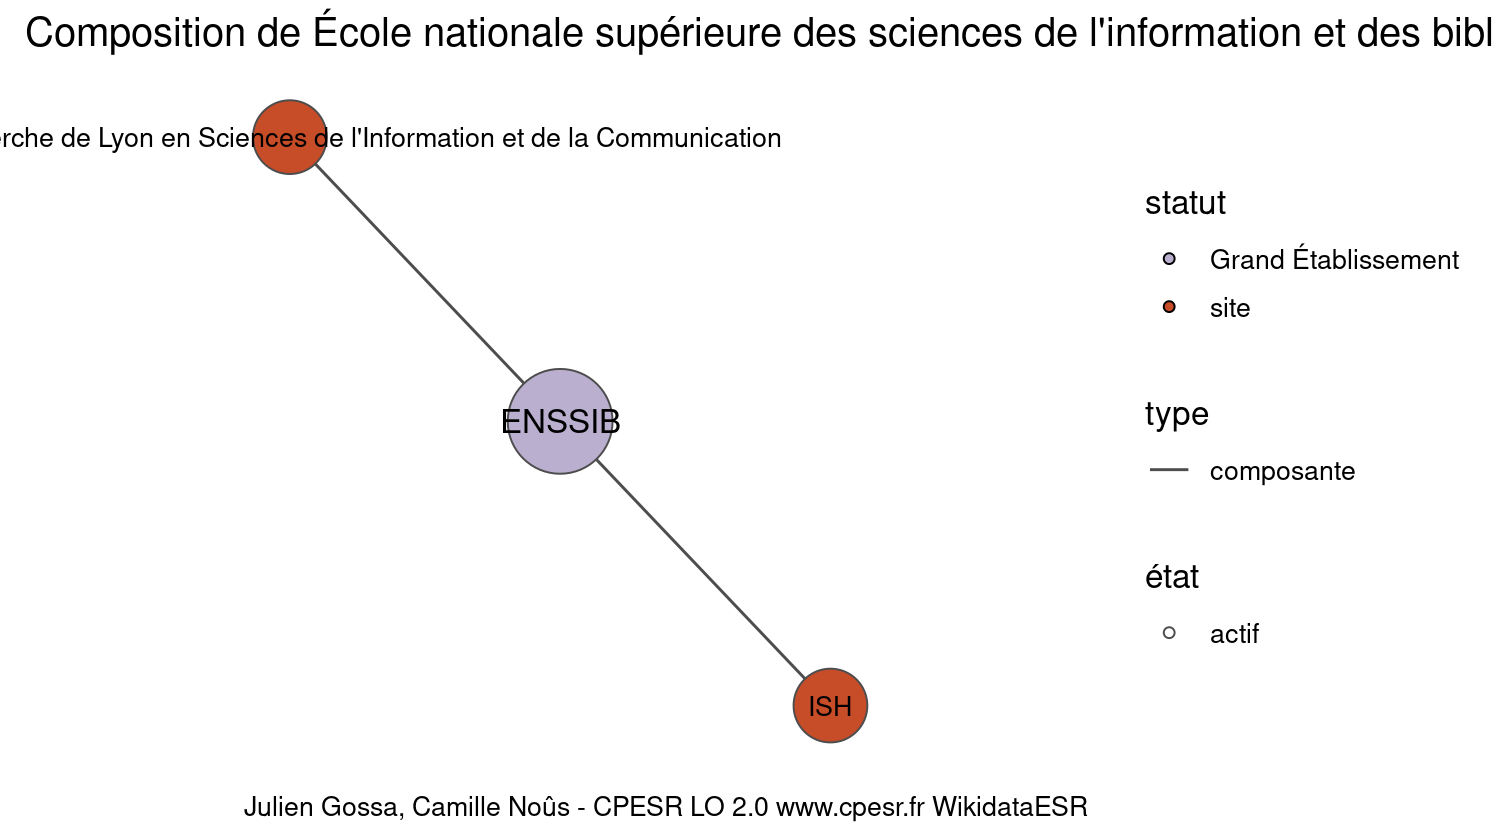 Composition de École nationale supérieure des sciences de l'information et des bibl
erche de Lyon en Sciences de l'Information et de la Communication
statut
Grand Établissement
site
type
composante
ENSSIB
état
actif
ISH
Julien Gossa, Camille Noûs - CPESR LO 2.0 www.cpesr.fr WikidataESR